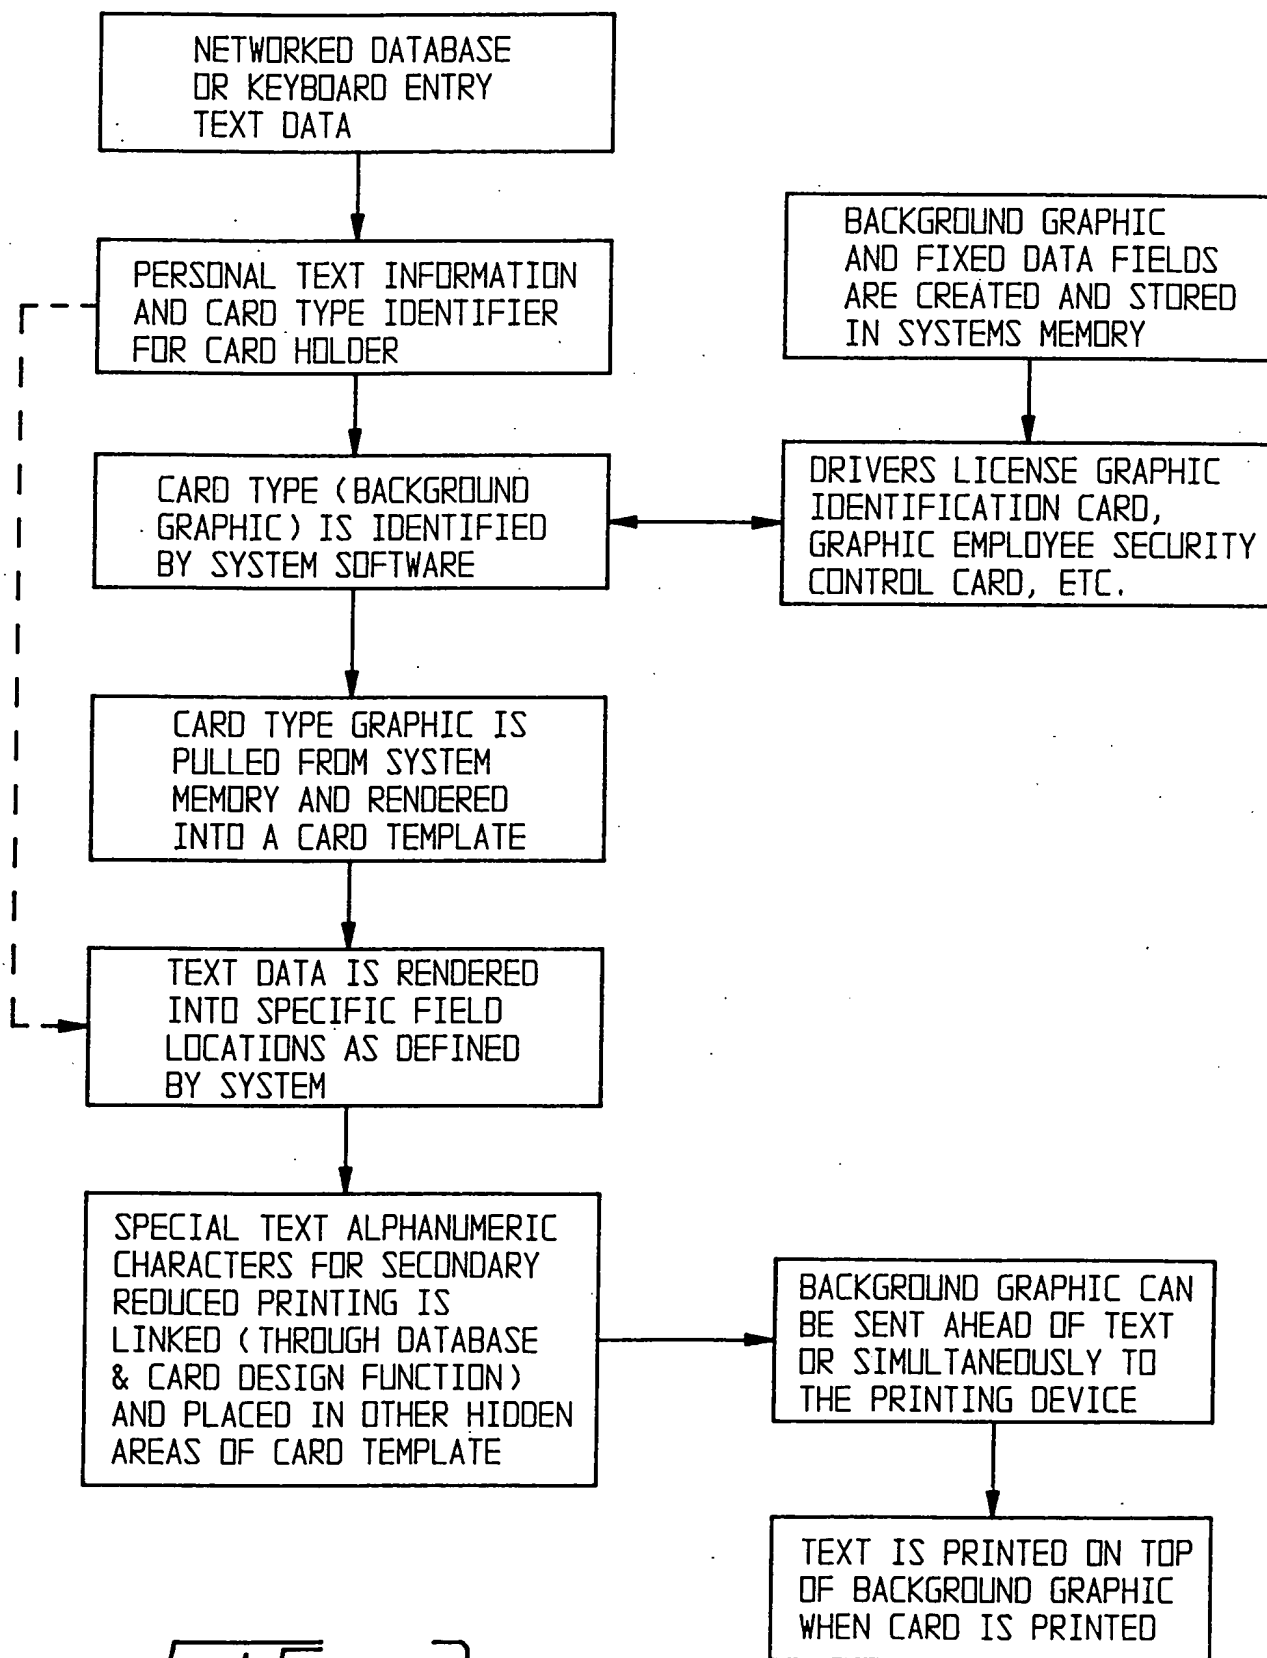 NETWORKED DATABASE
OR KEYBOARD ENTRY
TEXT DATA
PERSONAL TEXT INFORMATION
AND CARD TYPE IDENTIFIER
FOR CARD HOLDER
BACKGROUND GRAPHIC
AND FIXED DATA FIELDS
ARE CREATED AND STORED
IN SYSTEMS MEMORY
CARD TYPE (BACKGROUND
GRAPHIC) IS IDENTIFIED
BY SYSTEM SOFTWARE
DRIVERS LICENSE GRAPHIC
IDENTIFICATION CARD,
GRAPHIC EMPLOYEE SECURITY
CONTROL CARD, ETC.
CARD TYPE GRAPHIC IS
PULLED FROM SYSTEM
MEMORY AND RENDERED
INTO A CARD TEMPLATE
TEXT DATA IS RENDERED
INTO SPECIFIC FIELD
LOCATIONS AS DEFINED
BY SYSTEM
SPECIAL TEXT ALPHANUMERIC
CHARACTERS FOR SECONDARY
REDUCED PRINTING IS
LINKED (THROUGH DATABASE
& CARD DESIGN FUNCTION)
AND PLACED IN OTHER HIDDEN
AREAS OF CARD TEMPLATE
BACKGROUND GRAPHIC CAN
BE SENT AHEAD OF TEXT
OR SIMULTANEOUSLY TO
THE PRINTING DEVICE
TEXT IS PRINTED ON TOP
OF BACKGROUND GRAPHIC
WHEN CARD IS PRINTED